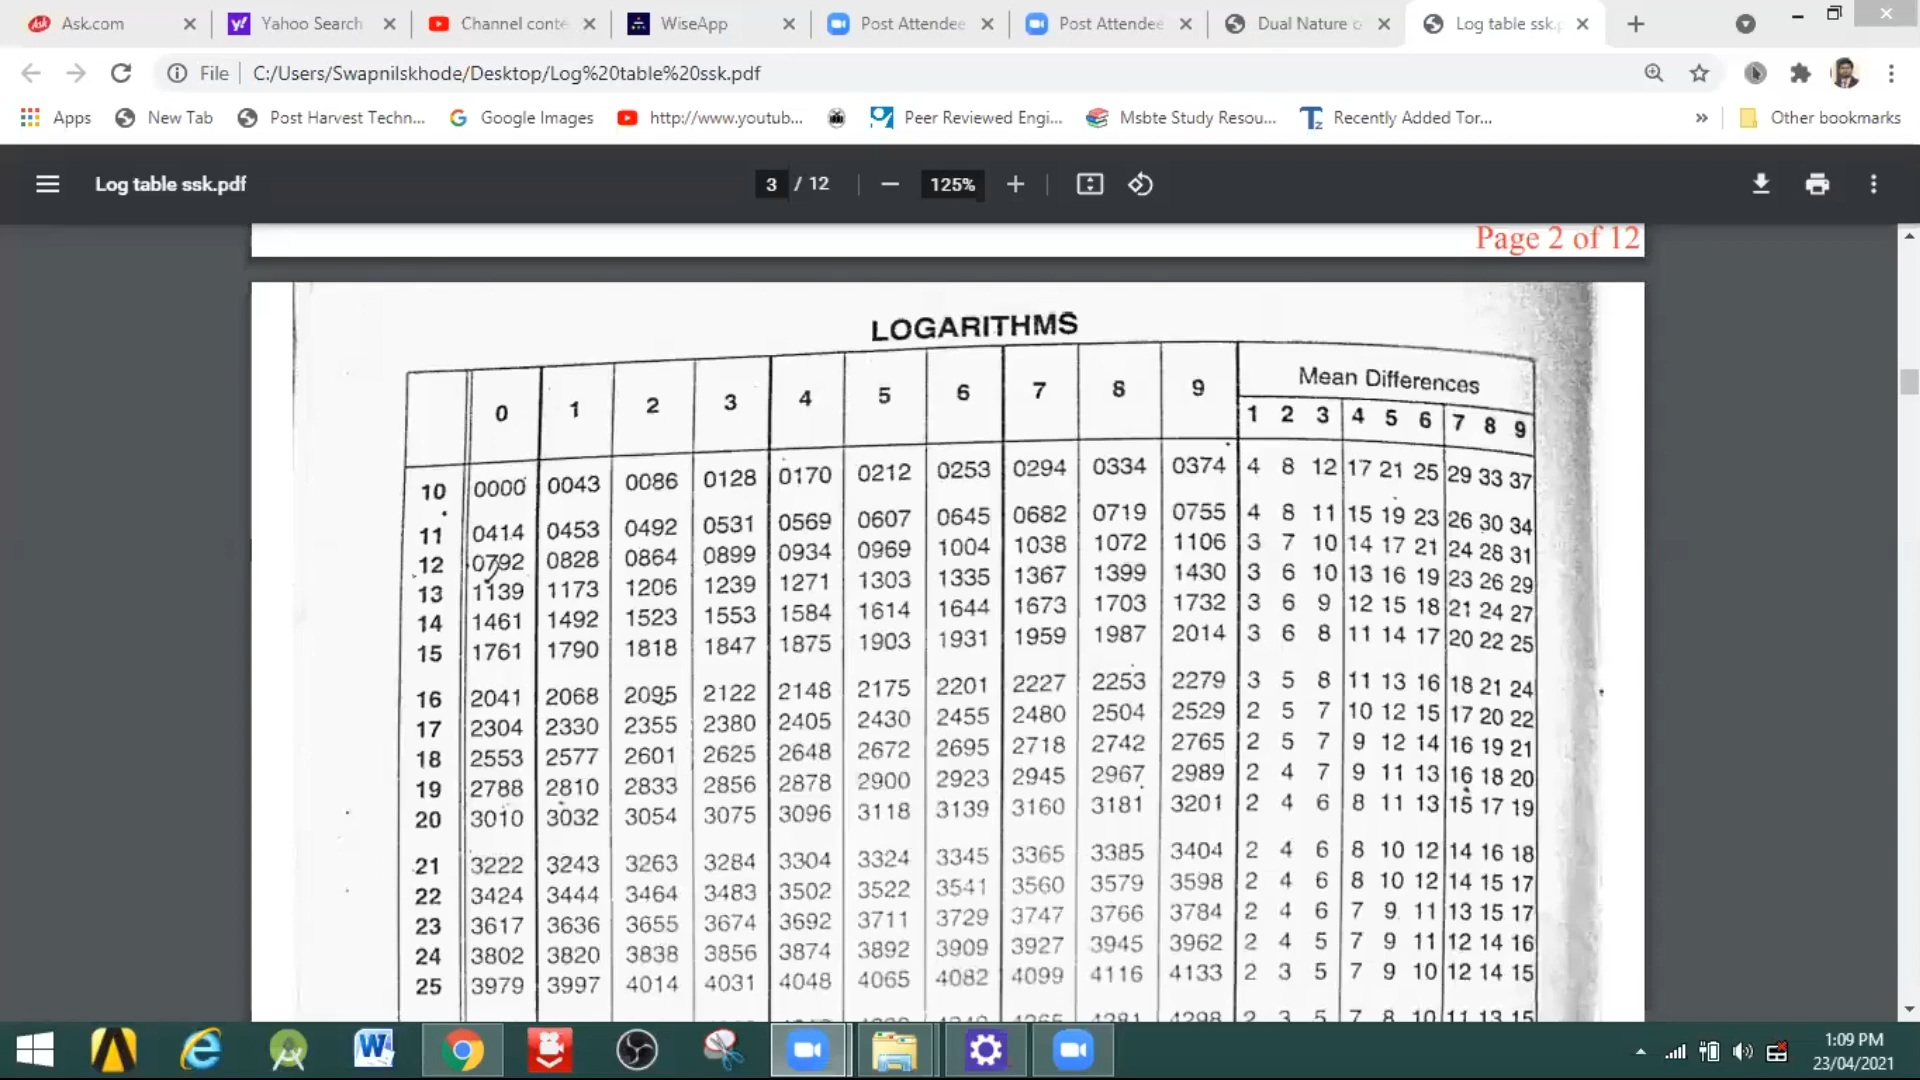 Ask.com
Yahoo Search
Channel conte
WiseApp
Post Attendee
Post Attendee
Dual Nature o
Log table ssk.p
File C:/Users/Swapnilskhode/Desktop/Log%20table%20ssk.pdf
Apps New Tab Post Harvest Techn... Google Images http://www.youtub... Peer Reviewed Engi... Msbte Study Resou... Recently Added Tor... » Other bookmarks
Log table ssk.pdf 3 / 12 125%
Page 2 of 12
LOGARITHMS
0 1 2 3 4 5 6 7 8 9 Mean Differences
1 2 3 4 5 6 7 8 9
10 0000 0043 0086 0128 0170 0212 0253 0294 0334 0374 4 8 12 17 21 25 29 33 37
11 0414 0453 0492 0531 0569 0607 0645 0682 0719 0755 4 8 11 15 19 23 26 30 34
12 0792 0828 0864 0899 0934 0969 1004 1038 1072 1106 3 7 10 14 17 21 24 28 31
13 1139 1173 1206 1239 1271 1303 1335 1367 1399 1430 3 6 10 13 16 19 23 26 29
14 1461 1492 1523 1553 1584 1614 1644 1673 1703 1732 3 6 9 12 15 18 21 24 27
15 1761 1790 1818 1847 1875 1903 1931 1959 1987 2014 3 6 8 11 14 17 20 22 25
16 2041 2068 2095 2122 2148 2175 2201 2227 2253 2279 3 5 8 11 13 16 18 21 24
17 2304 2330 2355 2380 2405 2430 2455 2480 2504 2529 2 5 7 10 12 15 17 20 22
18 2553 2577 2601 2625 2648 2672 2695 2718 2742 2765 2 5 7 9 12 14 16 19 21
19 2788 2810 2833 2856 2878 2900 2923 2945 2967 2989 2 4 7 9 11 13 16 18 20
20 3010 3032 3054 3075 3096 3118 3139 3160 3181 3201 2 4 6 8 11 13 15 17 19
21 3222 3243 3263 3284 3304 3324 3345 3365 3385 3404 2 4 6 8 10 12 14 16 18
22 3424 3444 3464 3483 3502 3522 3541 3560 3579 3598 2 4 6 8 10 12 14 15 17
23 3617 3636 3655 3674 3692 3711 3729 3747 3766 3784 2 4 6 7 9 11 13 15 17
24 3802 3820 3838 3856 3874 3892 3909 3927 3945 3962 2 4 5 7 9 11 12 14 16
25 3979 3997 4014 4031 4048 4065 4082 4099 4116 4133 2 3 5 7 9 10 12 14 15
4265 4281 4298 2 3 5 7 8 10 11 13 15
1:09 PM
23/04/2021